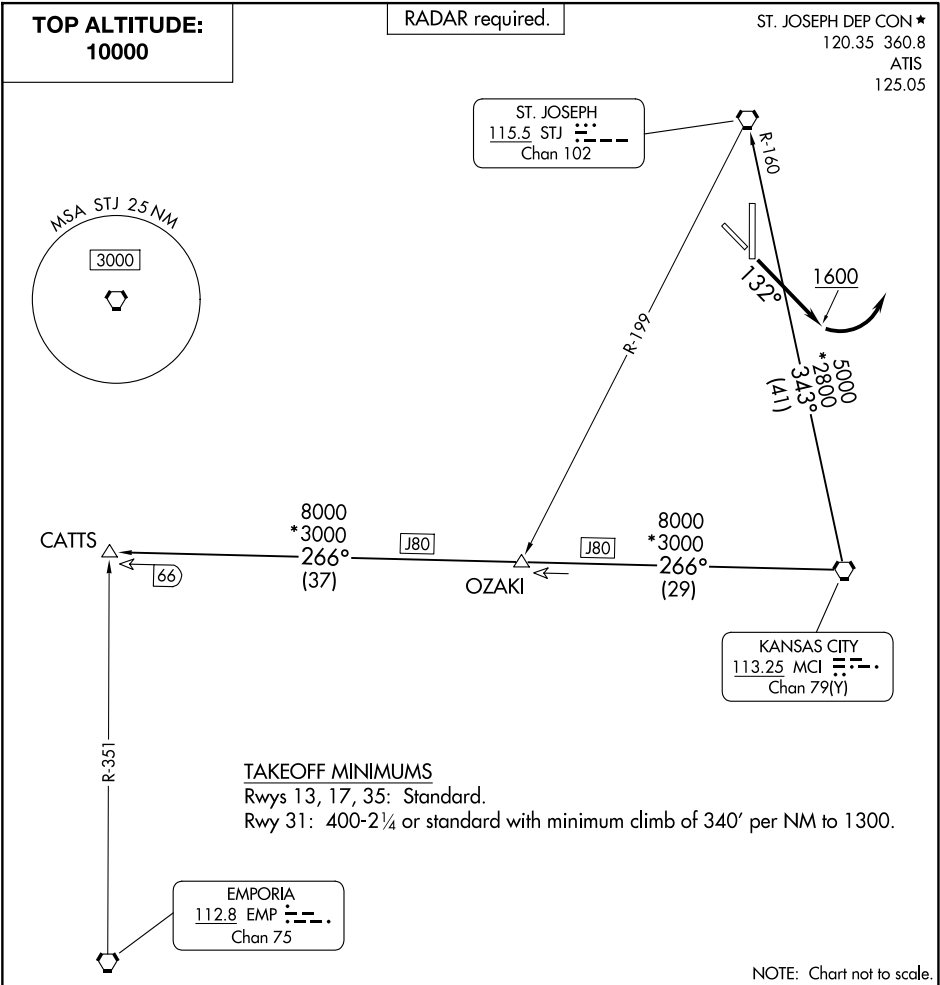 TOP ALTITUDE:
10000
RADAR required.
ST. JOSEPH DEP CON ★
120.35 360.8
ATIS
125.05
ST. JOSEPH
115.5 STJ
Chan 102
R-160
MSA STJ 25 NM
3000
132°
1600
R-199
5000
*2800
343°
(41)
CATTS
8000
*3000
266°
(37)
J80
66
OZAKI
J80
8000
*3000
266°
(29)
KANSAS CITY
113.25 MCI
Chan 79(Y)
R-351
TAKEOFF MINIMUMS
Rwys 13, 17, 35: Standard.
Rwy 31: 400-2¼ or standard with minimum climb of 340' per NM to 1300.
EMPORIA
112.8 EMP
Chan 75
NOTE: Chart not to scale.